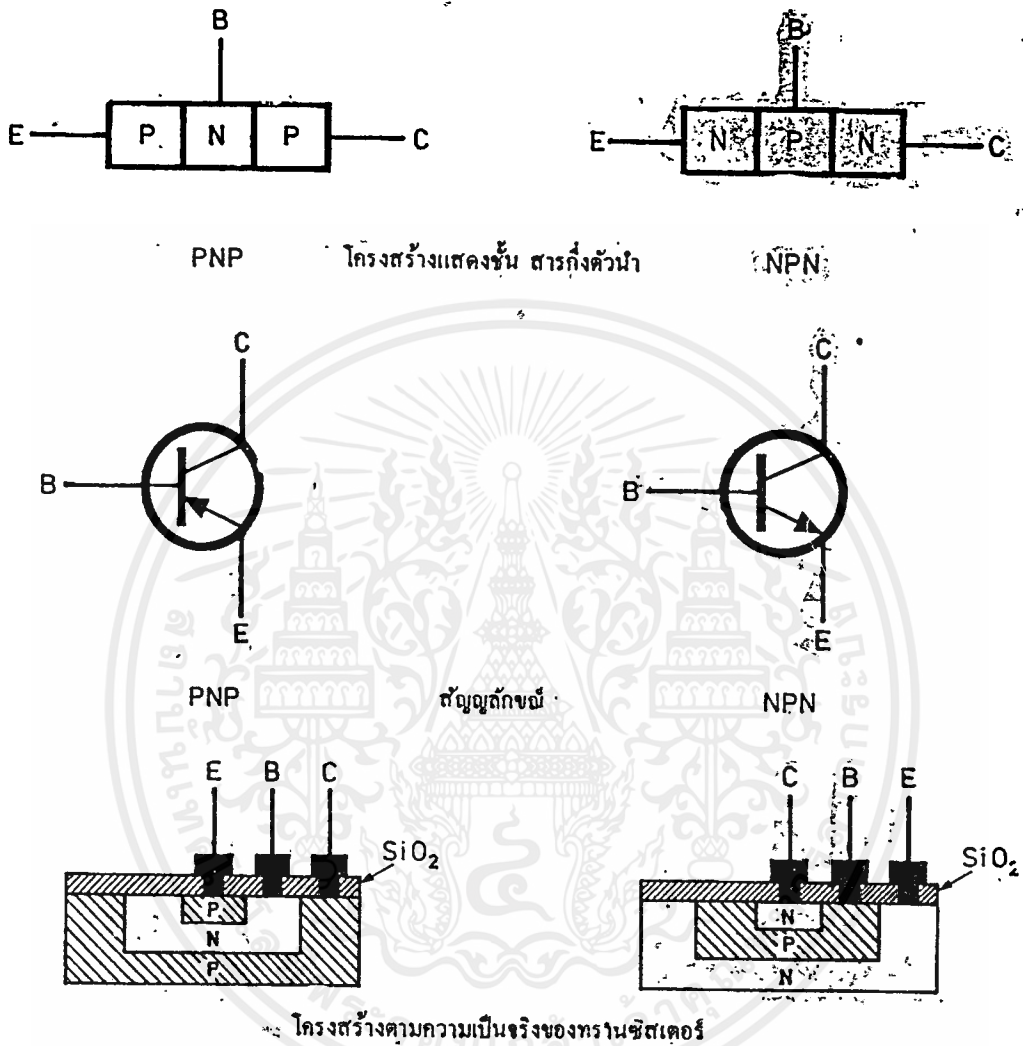 B B
E P N P C E N P N C
PNP โครงสร้างแสดงชั้น สารกึ่งตัวนำ NPN
C C
B B
E E
PNP สัญญลักษณ์ NPN
E B C C B E
SiO₂ SiO₂
P N
N P
P N
โครงสร้างตามความเป็นจริงของทรานซิสเตอร์